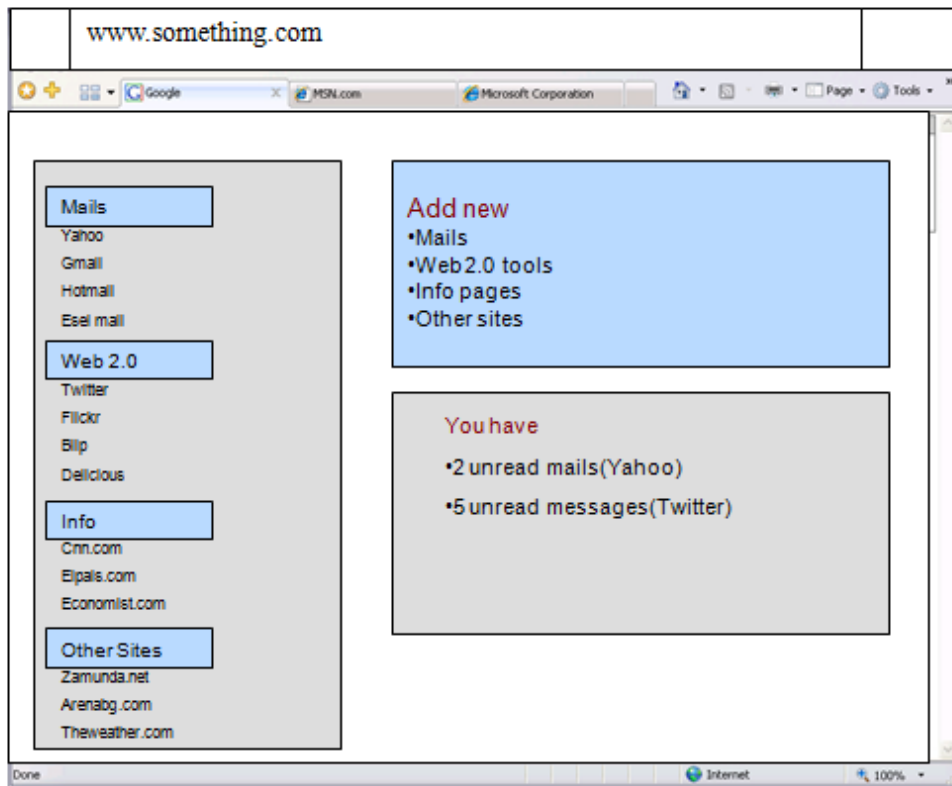 www.something.com
Google
MSN.com
Microsoft Corporation
Page
Tools
Mails
Yahoo
Gmail
Hotmail
Esei mail
Web 2.0
Twitter
Flickr
Blip
Delicious
Info
Cnn.com
Elpais.com
Economist.com
Other Sites
Zamunda.net
Arenabg.com
Theweather.com
Add new
•Mails
•Web2.0 tools
•Info pages
•Other sites
You have
•2 unread mails(Yahoo)
•5 unread messages(Twitter)
Done
Internet
100%